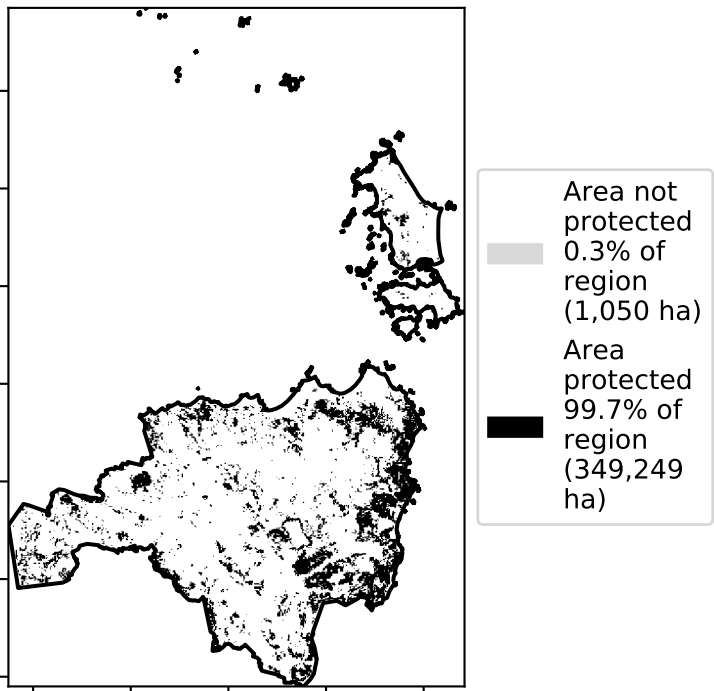 Area not
protected
0.3% of
region
(1,050 ha)
Area
protected
99.7% of
region
(349,249
ha)